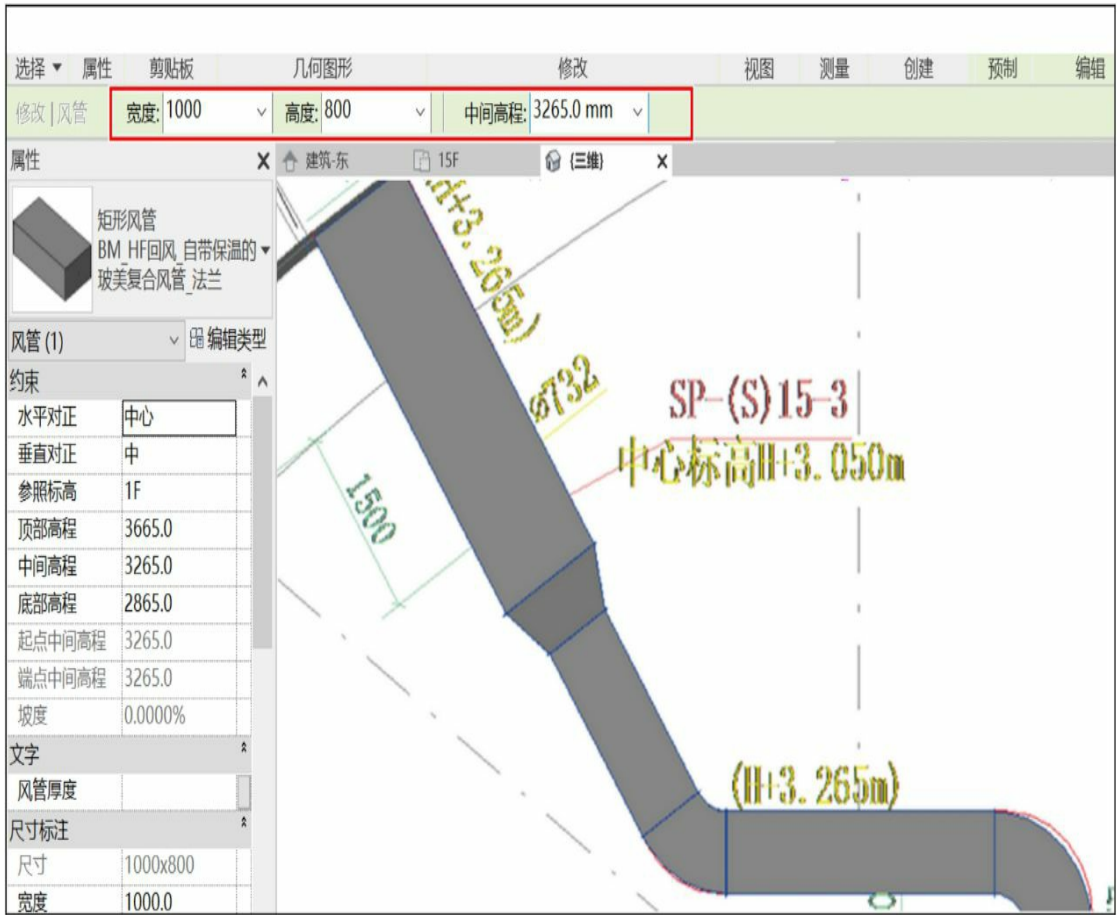 选择 属性 剪贴板 几何图形 修改 视图 测量 创建 预制 编辑
修改 | 风管 宽度: 1000 高度: 800 中间高程: 3265.0 mm
属性
建筑-东 15F {三维}
矩形风管
BM_HF回风_自带保温的
玻美复合风管_法兰
风管 (1) 编辑类型
约束
水平对正 中心
垂直对正 中
参照标高 1F
顶部高程 3665.0
中间高程 3265.0
底部高程 2865.0
起点中间高程 3265.0
端点中间高程 3265.0
坡度 0.0000%
文字
风管厚度
尺寸标注
尺寸 1000x800
宽度 1000.0
H+3.265m)
ø732
SP-(S)15-3
中心标高H+3.050m
1500
(H+3.265m)